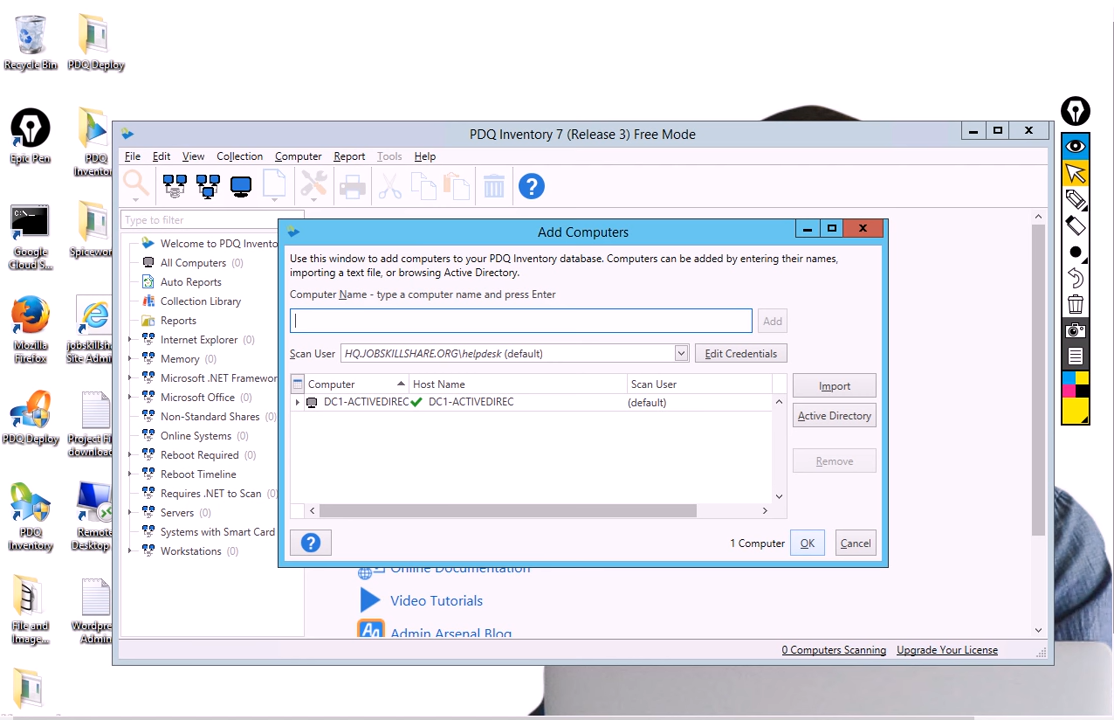 Recycle Bin
PDQ Deploy
Epic Pen
PDQ
Inventor
Google
Cloud S...
Spicewor
Mozilla
Firefox
jobskillsh
Site Admi
PDQ Deploy
Project Fi
download
PDQ
Inventory
Remote
Desktop
File and
Image...
Wordpre
Admin
PDQ Inventory 7 (Release 3) Free Mode
File Edit View Collection Computer Report Tools Help
Type to filter
Welcome to PDQ Invento
All Computers (0)
Auto Reports
Collection Library
Reports
Internet Explorer (0)
Memory (0)
Microsoft .NET Framewor
Microsoft Office (0)
Non-Standard Shares (0)
Online Systems (0)
Reboot Required (0)
Reboot Timeline
Requires .NET to Scan (0)
Servers (0)
Systems with Smart Card
Workstations (0)
Add Computers
Use this window to add computers to your PDQ Inventory database. Computers can be added by entering their names,
importing a text file, or browsing Active Directory.
Computer Name - type a computer name and press Enter
Add
Scan User HQ.JOBSKILLSHARE.ORG\helpdesk (default) Edit Credentials
Computer Host Name Scan User
DC1-ACTIVEDIREC DC1-ACTIVEDIREC (default)
Import
Active Directory
Remove
1 Computer OK Cancel
Online Documentation
Video Tutorials
Admin Arsenal Blog
0 Computers Scanning Upgrade Your License